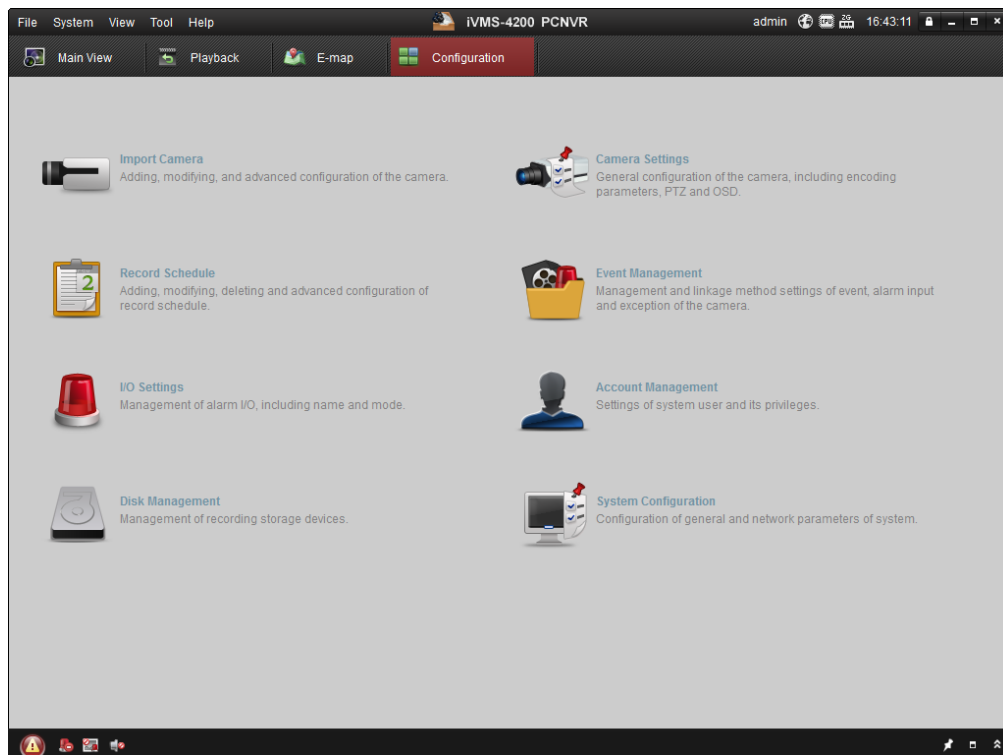 File System View Tool Help iVMS-4200 PCNVR admin CPU 2G 16:43:11
Main View Playback E-map Configuration
Import Camera
Adding, modifying, and advanced configuration of the camera.
Camera Settings
General configuration of the camera, including encoding
parameters, PTZ and OSD.
Record Schedule
Adding, modifying, deleting and advanced configuration of
record schedule.
2
Event Management
Management and linkage method settings of event, alarm input
and exception of the camera.
I/O Settings
Management of alarm I/O, including name and mode.
Account Management
Settings of system user and its privileges.
Disk Management
Management of recording storage devices.
System Configuration
Configuration of general and network parameters of system.